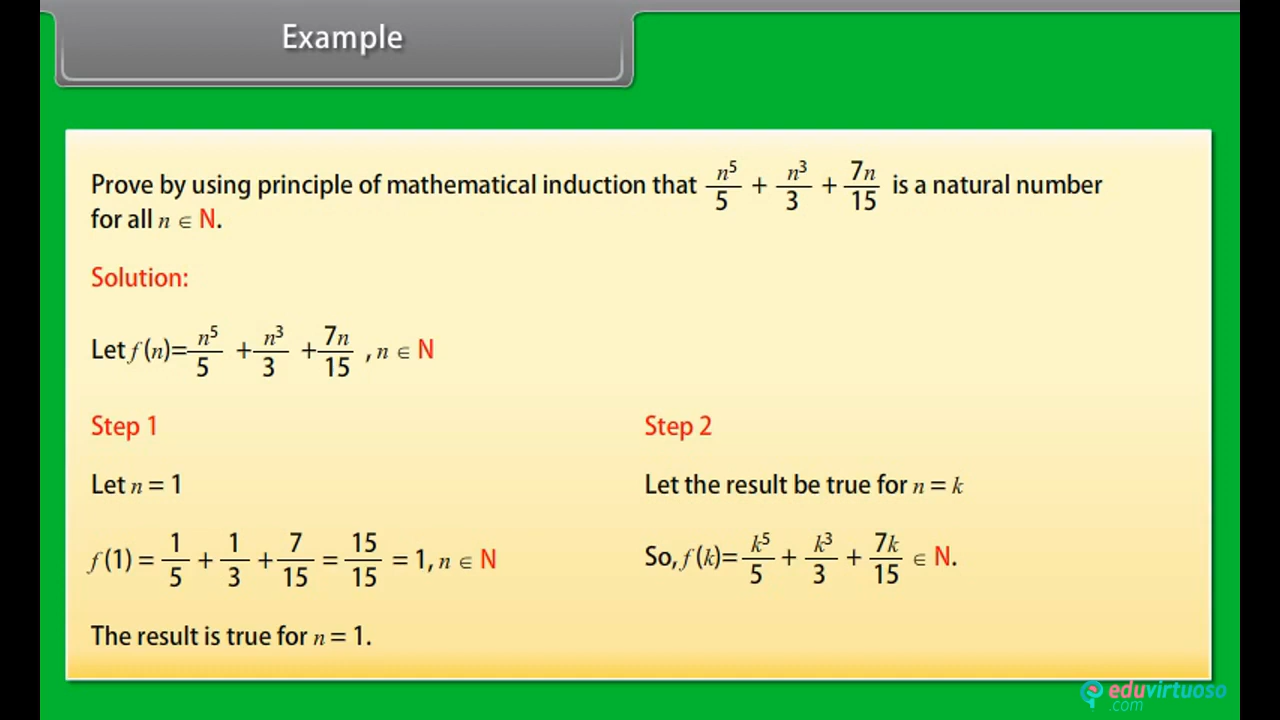 Example
Prove by using principle of mathematical induction that n⁵/5 + n³/3 + 7n/15 is a natural number
for all n ∈ N.
Solution:
Let f (n)= n⁵/5 + n³/3 + 7n/15 , n ∈ N
Step 1
Let n = 1
f (1) = 1/5 + 1/3 + 7/15 = 15/15 = 1, n ∈ N
The result is true for n = 1.
Step 2
Let the result be true for n = k
So, f (k)= k⁵/5 + k³/3 + 7k/15 ∈ N.
eduvirtuoso
.com